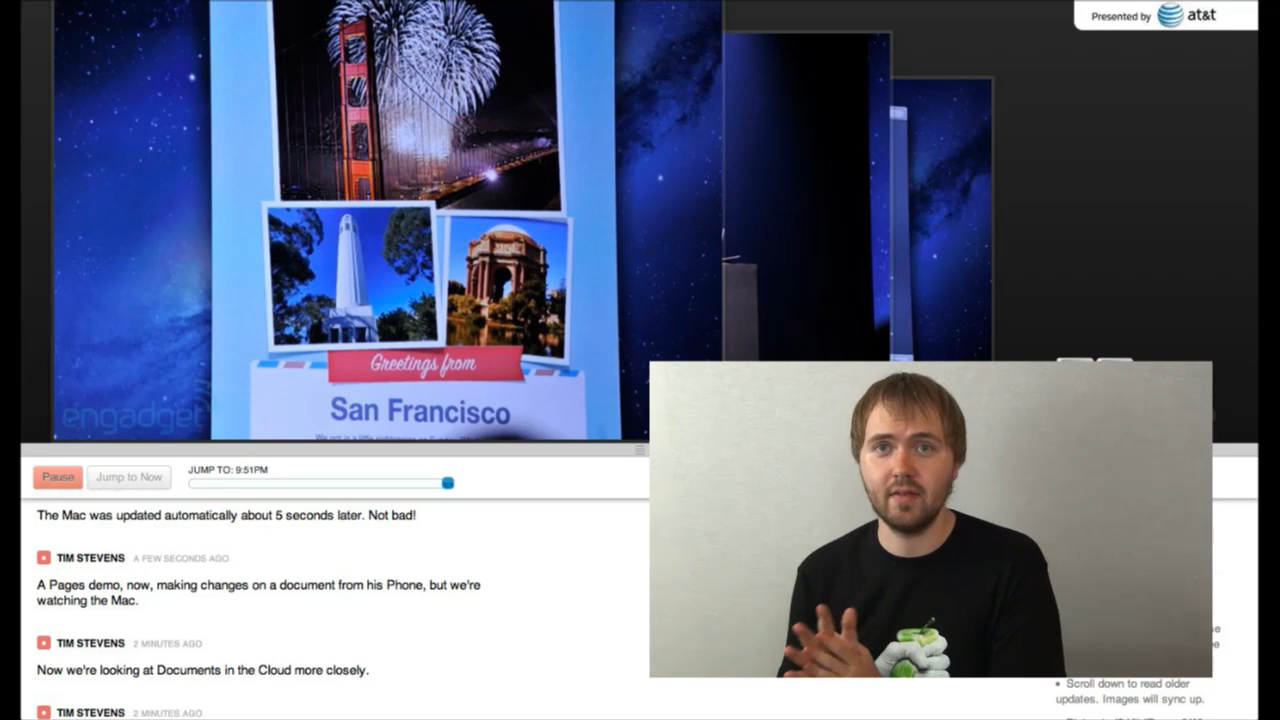 Presented by at&t
Greetings from
San Francisco
engadget
Pause
Jump to Now
JUMP TO: 9:51PM
The Mac was updated automatically about 5 seconds later. Not bad!
TIM STEVENS A FEW SECONDS AGO
A Pages demo, now, making changes on a document from his Phone, but we're
watching the Mac.
TIM STEVENS 2 MINUTES AGO
Now we're looking at Documents in the Cloud more closely.
TIM STEVENS 2 MINUTES AGO
• Scroll down to read older
updates. Images will sync up.